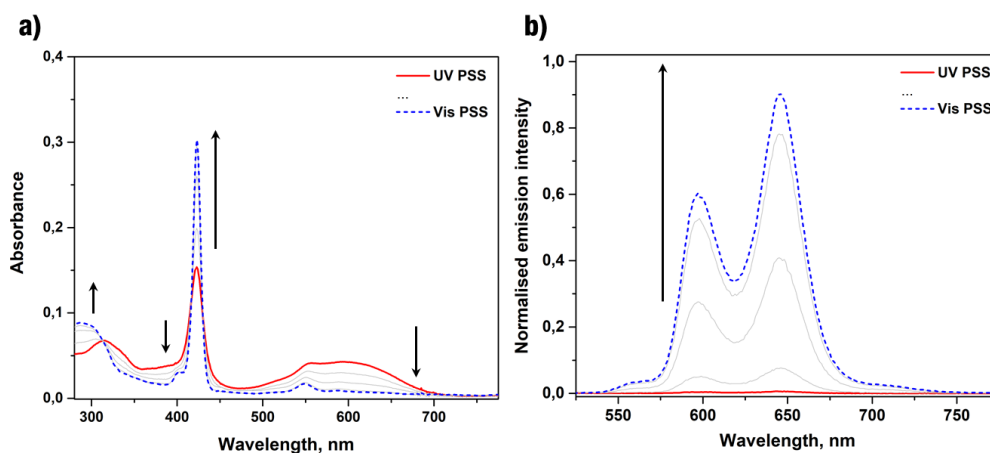 a)
0,4
0,3
0,2
0,1
0,0
Absorbance
300 400 500 600 700
Wavelength, nm
UV PSS
...
Vis PSS
b)
1,0
0,8
0,6
0,4
0,2
0,0
Normalised emission intensity
550 600 650 700 750
Wavelength, nm
UV PSS
...
Vis PSS